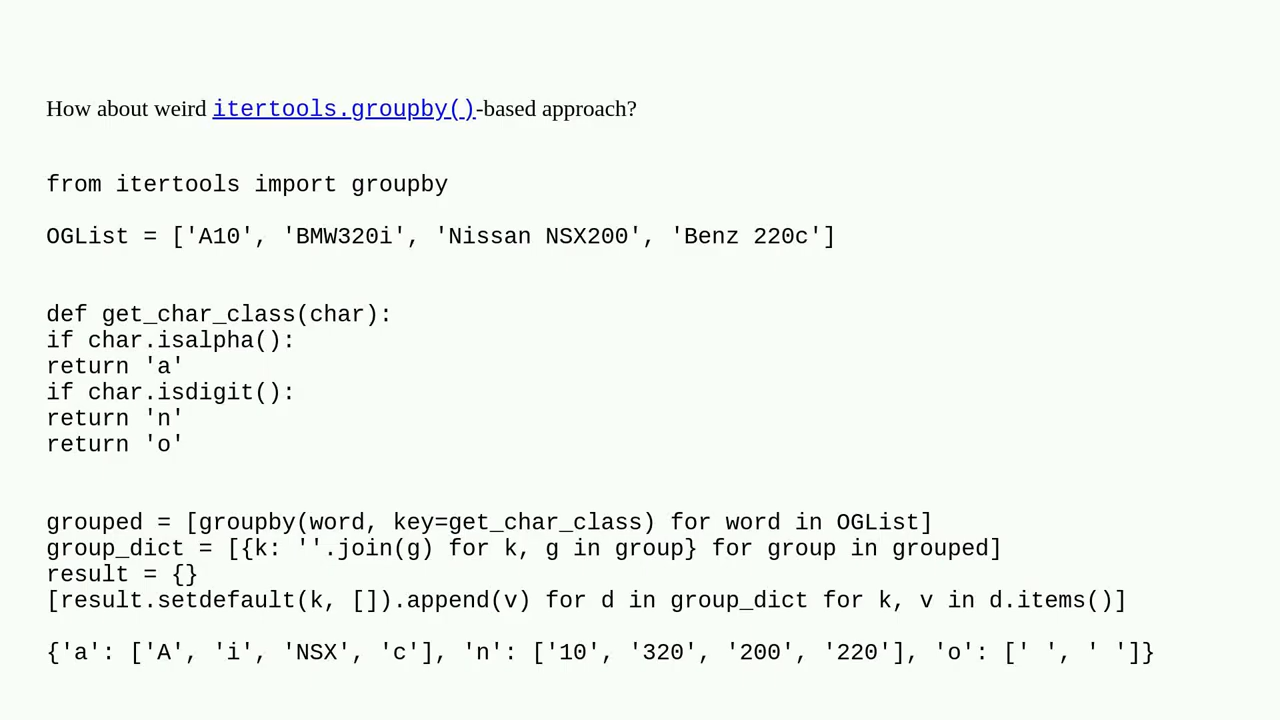 How about weird itertools.groupby()-based approach?
from itertools import groupby
OGList = ['A10', 'BMW320i', 'Nissan NSX200', 'Benz 220c']
def get_char_class(char):
if char.isalpha():
return 'a'
if char.isdigit():
return 'n'
return 'o'
grouped = [groupby(word, key=get_char_class) for word in OGList]
group_dict = [{k: ''.join(g) for k, g in group} for group in grouped]
result = {}
[result.setdefault(k, []).append(v) for d in group_dict for k, v in d.items()]
{'a': ['A', 'i', 'NSX', 'c'], 'n': ['10', '320', '200', '220'], 'o': [' ', ' ']}